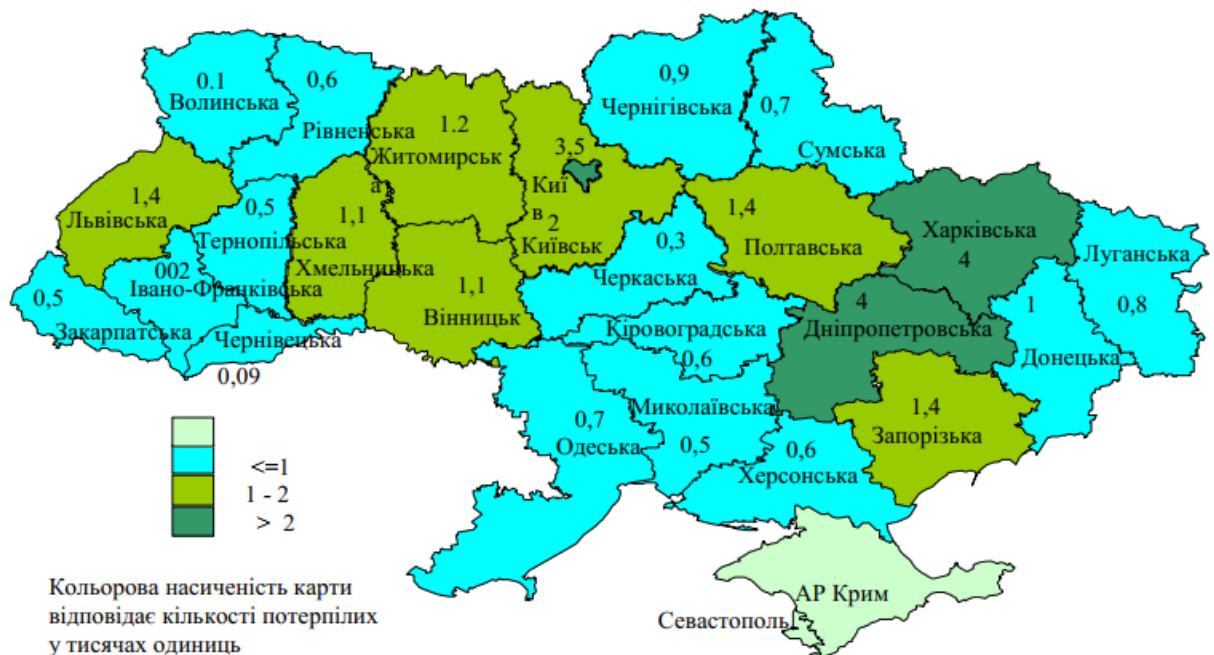 0.1
Волинська
0,6
Рівненська
1.2
Житомирськ
а
3,5
Киї
в
2
Київськ
0,9
Чернігівська
0,7
Сумська
1,4
Львівська
0,5
Тернопільська
1,1
Хмельницька
1,1
Вінницьк
0,3
Черкаська
1,4
Полтавська
Харківська
4
Луганська
0,8
002
Івано-Франківська
0,5
Закарпатська
Чернівецька
0,09
Кіровоградська
0,6
4
Дніпропетровська
1
Донецька
0,7
Одеська
Миколаївська
0,5
0,6
Херсонська
1,4
Запорізька
<=1
1 - 2
> 2
АР Крим
Севастополь
Кольорова насиченість карти
відповідає кількості потерпілих
у тисячах одиниць